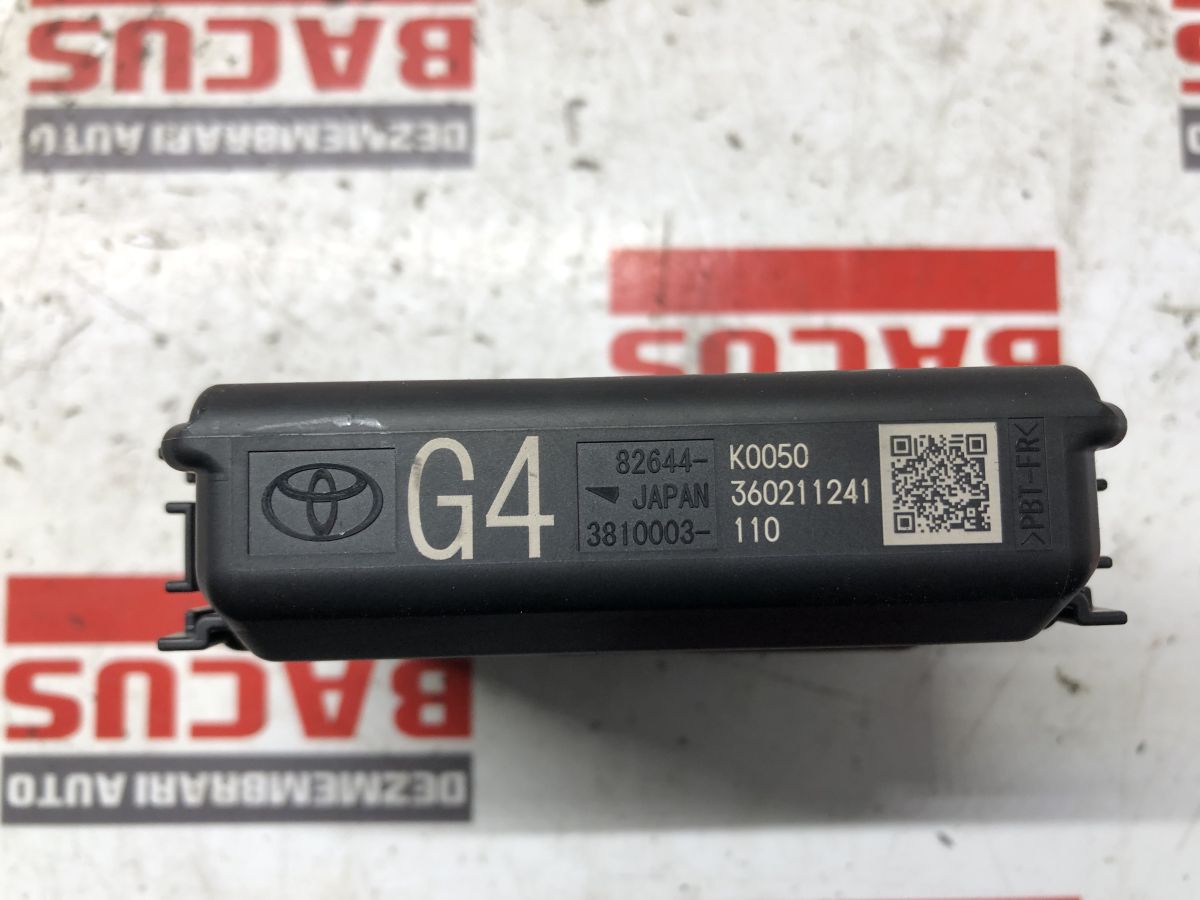 BACUS
DEZMEMBRARI AUTO
BACUS
G4
82644- K0050
JAPAN 360211241
3810003- 110
>PBT-FR<
BACUS
DEZMEMBRARI AUTO